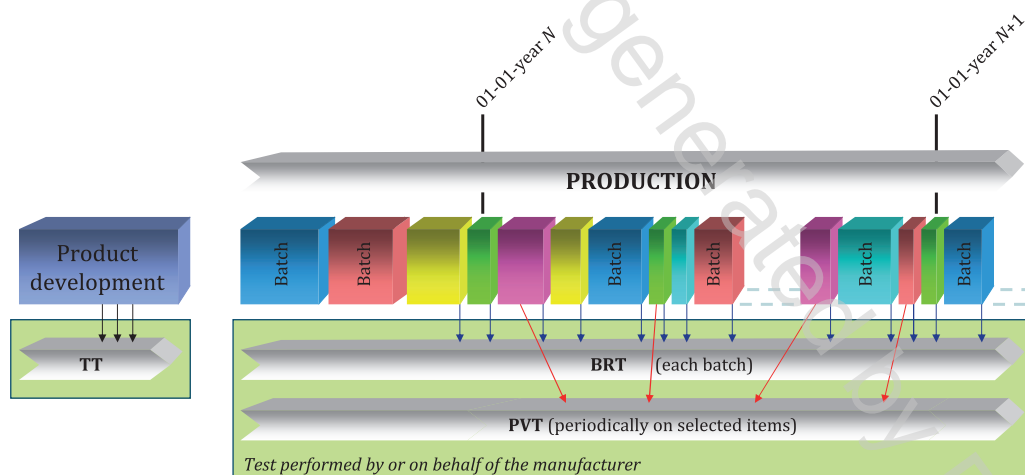 01-01-year N
01-01-year N+1
PRODUCTION
Product
development
Batch
Batch
Batch
Batch
Batch
Batch
Batch
TT
BRT (each batch)
PVT (periodically on selected items)
Test performed by or on behalf of the manufacturer
generated by